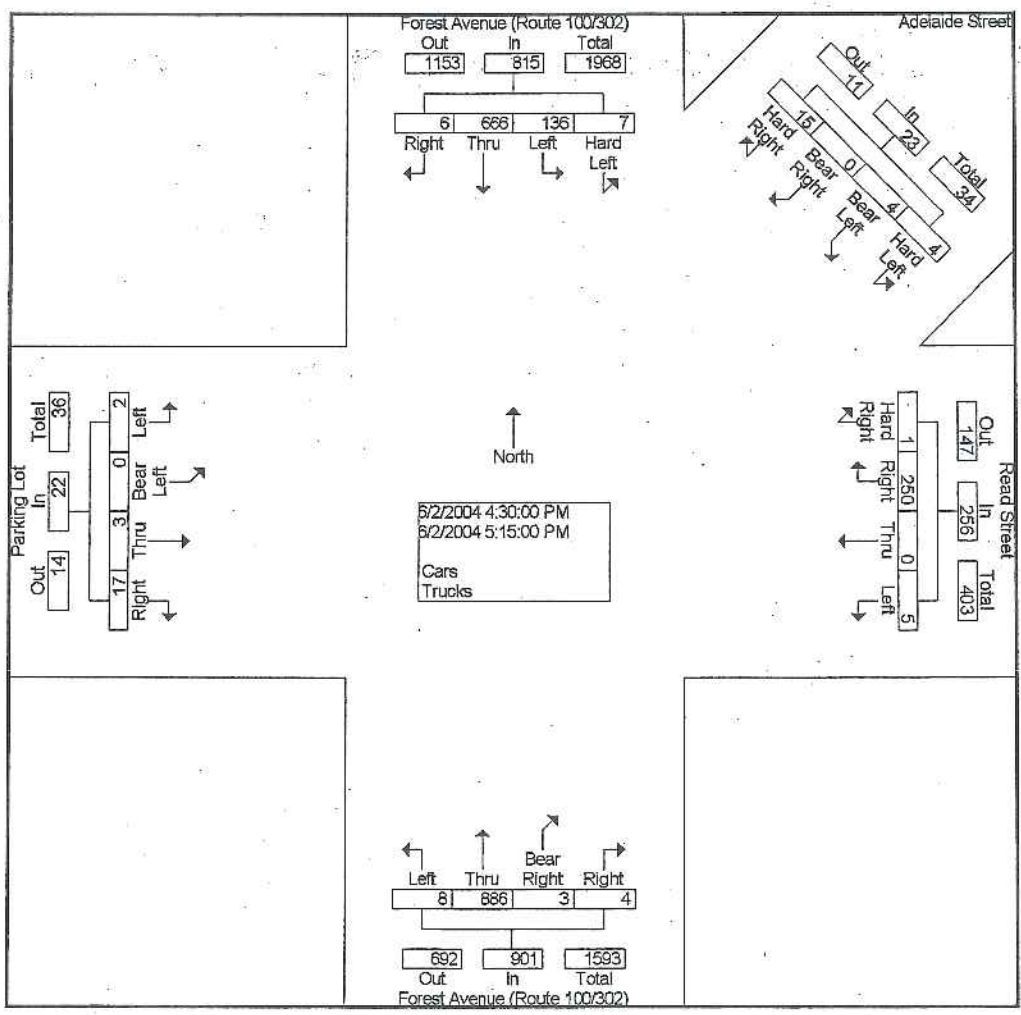 Forest Avenue (Route 100/302)
Out In Total
1153 815 1968
6 666 136 7
Right Thru Left Hard Left
Adelaide Street
Out 11
In 23
Total 34
15 0 4 4
Hard Right
Bear Right
Bear Left
Hard Left
Parking Lot
Total 36
In 22
Out 14
2 0 3 17
Left
Bear Left
Thru
Right
North
6/2/2004 4:30:00 PM
6/2/2004 5:15:00 PM
Cars
Trucks
Read Street
Out 147
In 256
Total 403
1 250 0 5
Hard Right
Right
Thru
Left
Left Thru Bear Right Right
8 886 3 4
692 901 1593
Out In Total
Forest Avenue (Route 100/302)